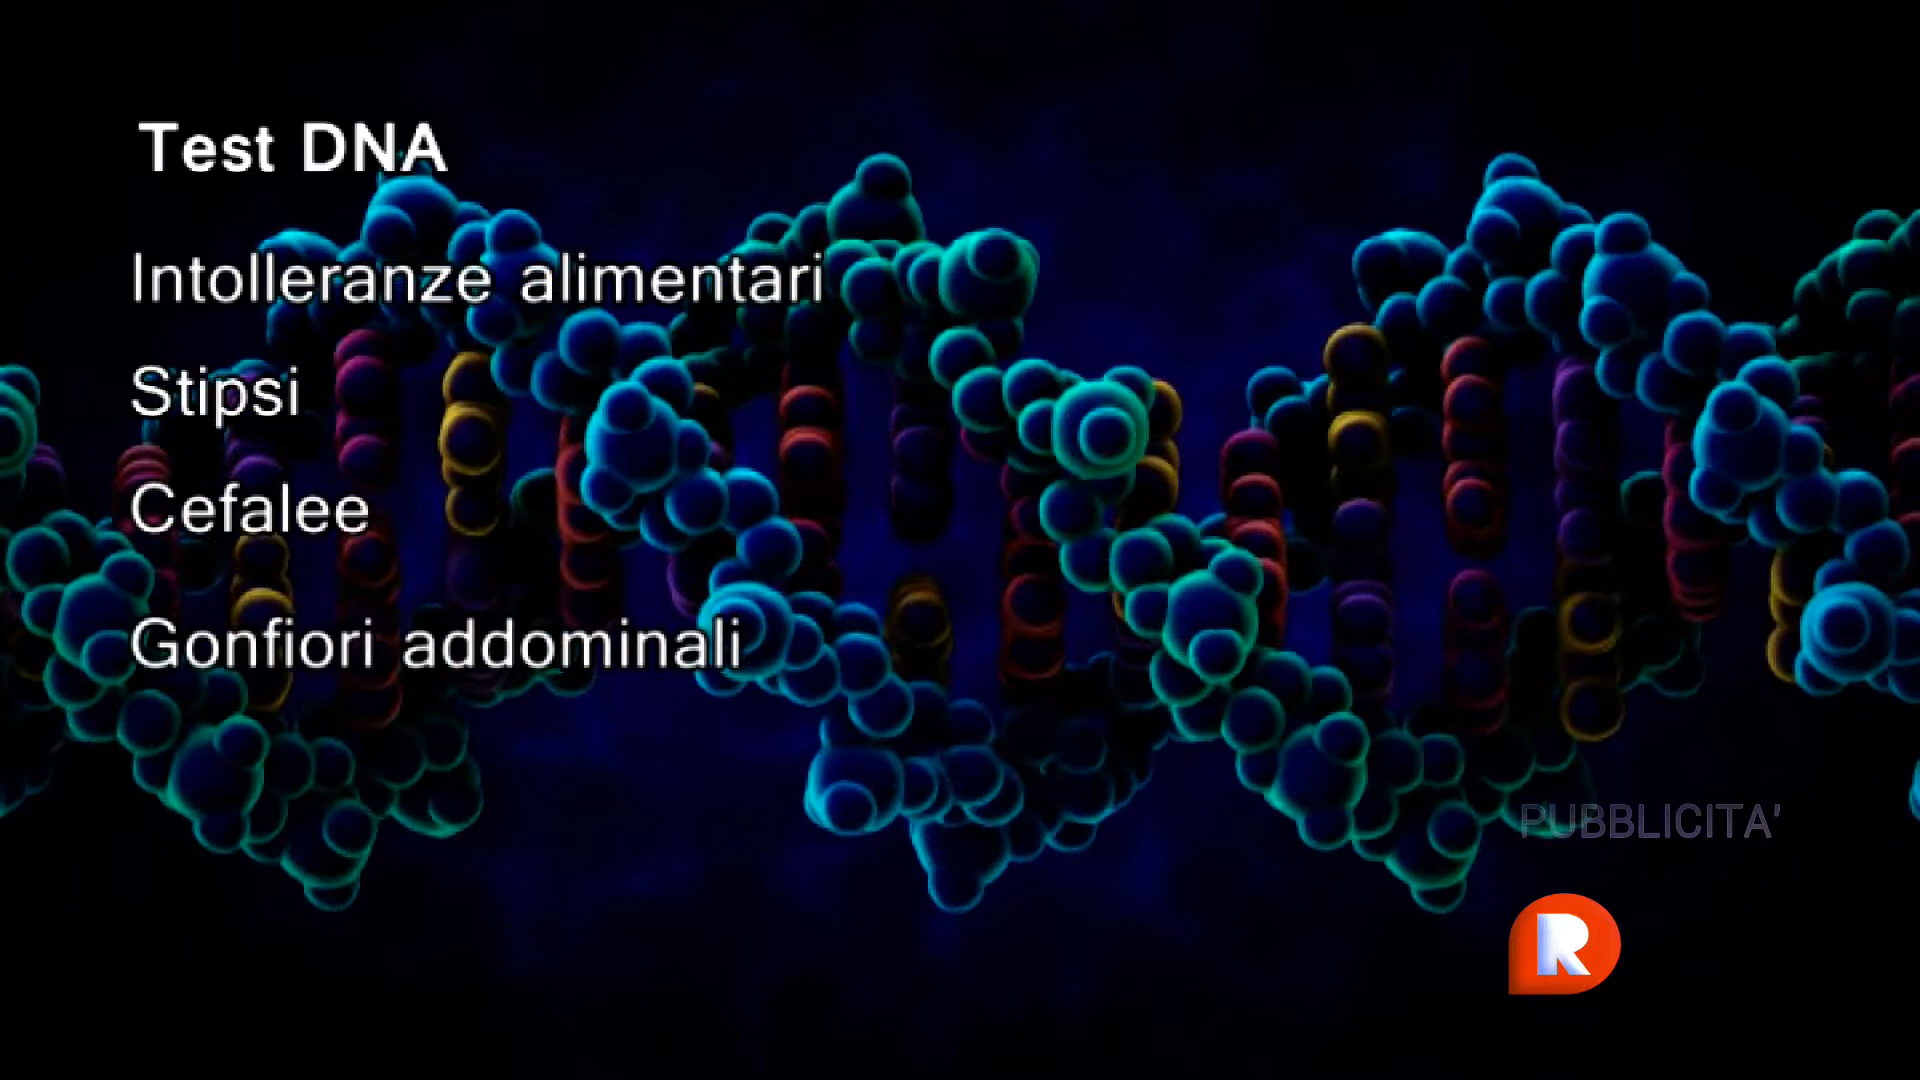 Test DNA
Intolleranze alimentari
Stipsi
Cefalee
Gonfiori addominali
PUBBLICITA'
R